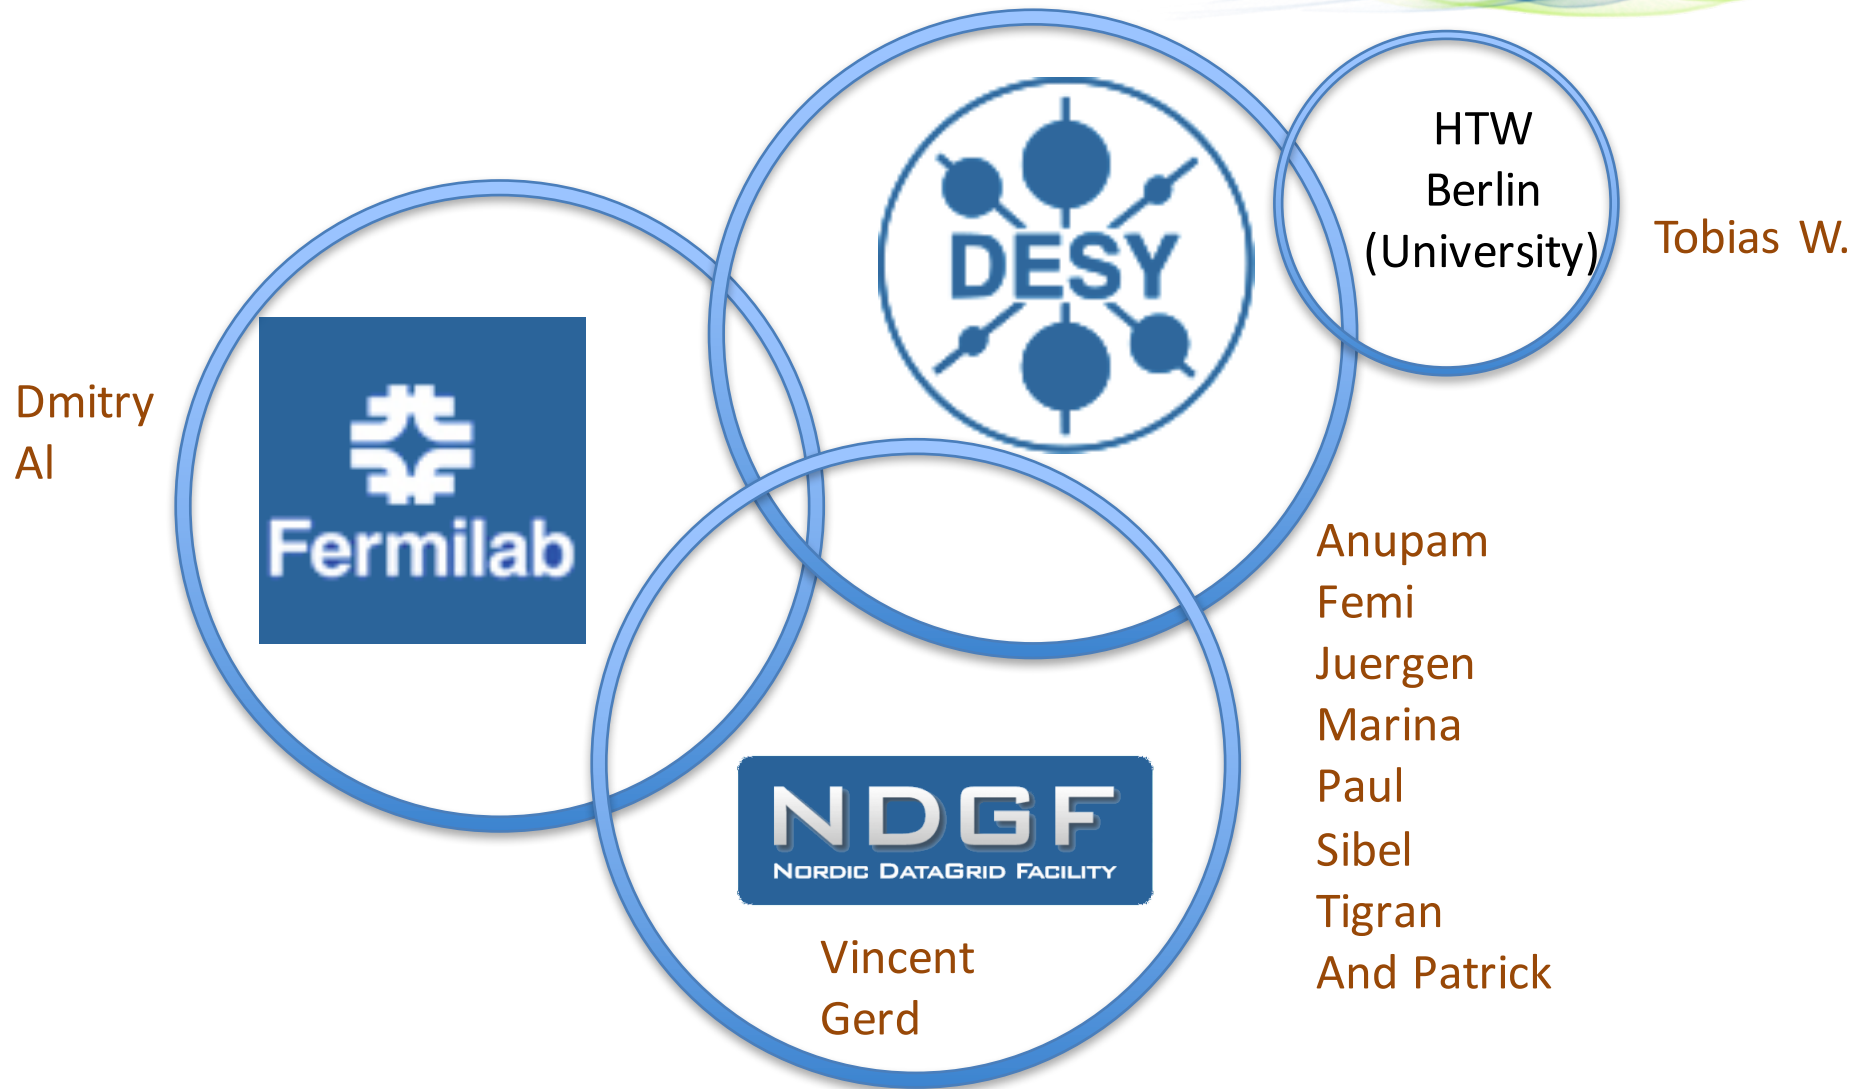 HTW
Berlin
(University)
Tobias W.
DESY
Dmitry
Al
Fermilab
Anupam
Femi
Juergen
Marina
Paul
Sibel
Tigran
And Patrick
NDGF
NORDIC DATAGRID FACILITY
Vincent
Gerd